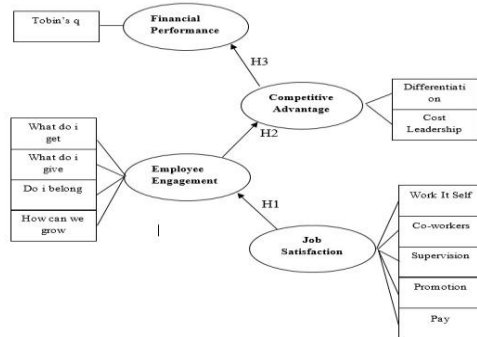 Tobin's q
Financial
Performance
H3
Competitive
Advantage
Differentiati
on
Cost
Leadership
H2
What do i
get
What do i
give
Do i belong
How can we
grow
Employee
Engagement
H1
Job
Satisfaction
Work It Self
Co-workers
Supervision
Promotion
Pay